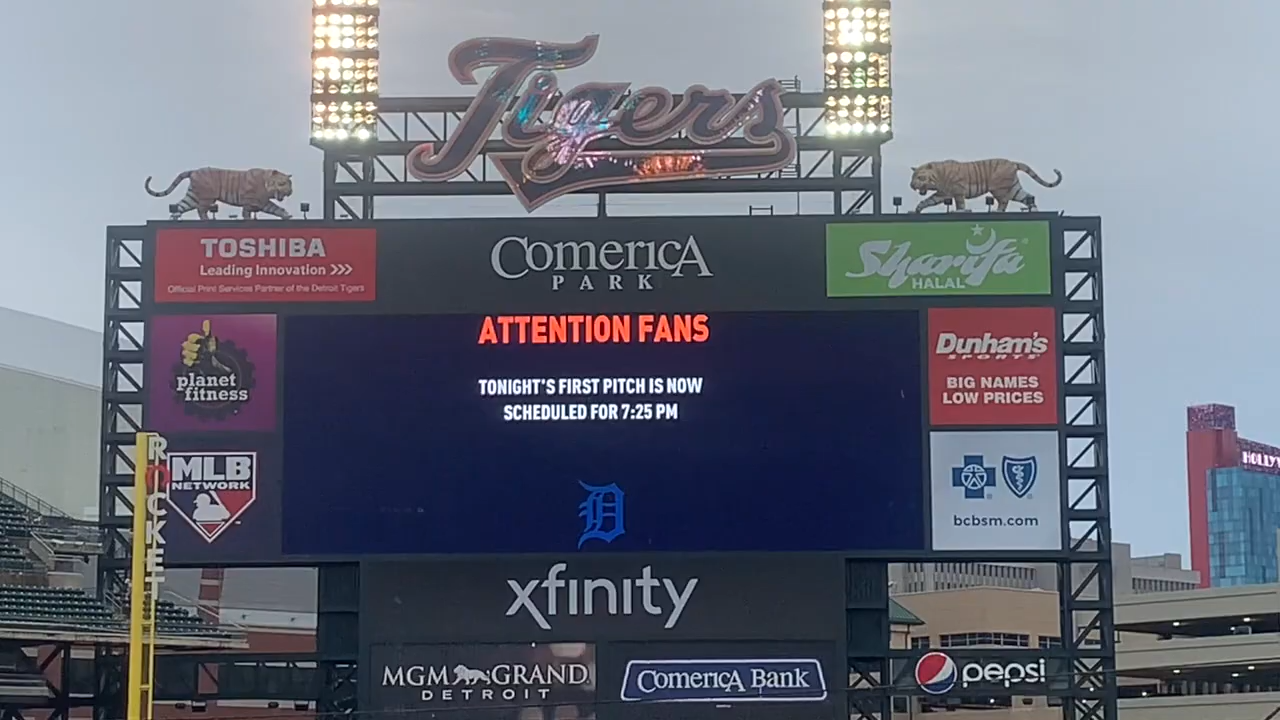 Tigers
TOSHIBA
Leading Innovation >>>
Official Print Services Partner of the Detroit Tigers
COMERICA
PARK
Sharifa
HALAL
ATTENTION FANS
TONIGHT'S FIRST PITCH IS NOW
SCHEDULED FOR 7:25 PM
D
planet
fitness
Dunham's
SPORTS
BIG NAMES
LOW PRICES
ROCKET
MLB
NETWORK
bcbsm.com
HOLLYW
xfinity
MGM GRAND
DETROIT
COMERICA BANK
pepsi